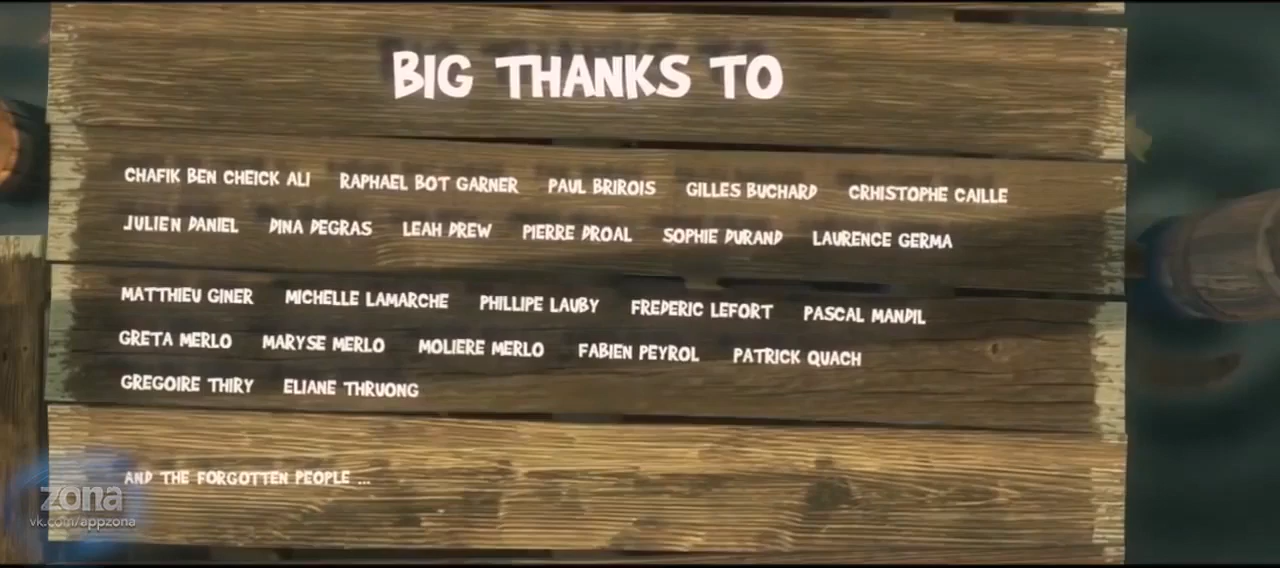 BIG THANKS TO
CHAFIK BEN CHEICK ALI RAPHAEL BOT GARNER PAUL BRIROIS GILLES BUCHARD CRHISTOPHE CAILLE
JULIEN DANIEL DINA DEGRAS LEAH DREW PIERRE DROAL SOPHIE DURAND LAURENCE GERMA
MATTHIEU GINER MICHELLE LAMARCHE PHILLIPE LAUBY FREDERIC LEFORT PASCAL MANDIL
GRETA MERLO MARYSE MERLO MOLIERE MERLO FABIEN PEYROL PATRICK QUACH
GREGOIRE THIRY ELIANE THRUONG
AND THE FORGOTTEN PEOPLE ...
zona
vk.com/appzona